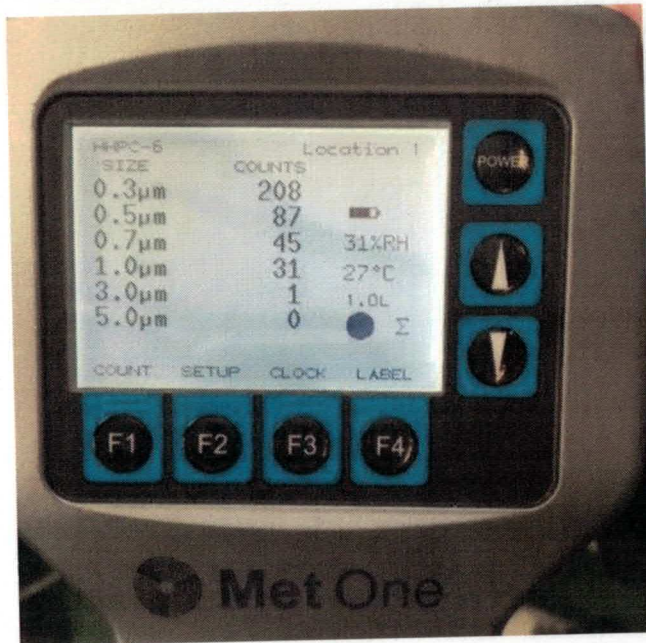 HHPC-6 Location 1
SIZE COUNTS
0.3µm 208
0.5µm 87
0.7µm 45 31%RH
1.0µm 31 27°C
3.0µm 1 1.0L
5.0µm 0 Σ
COUNT SETUP CLOCK LABEL
POWER
F1 F2 F3 F4
Met One